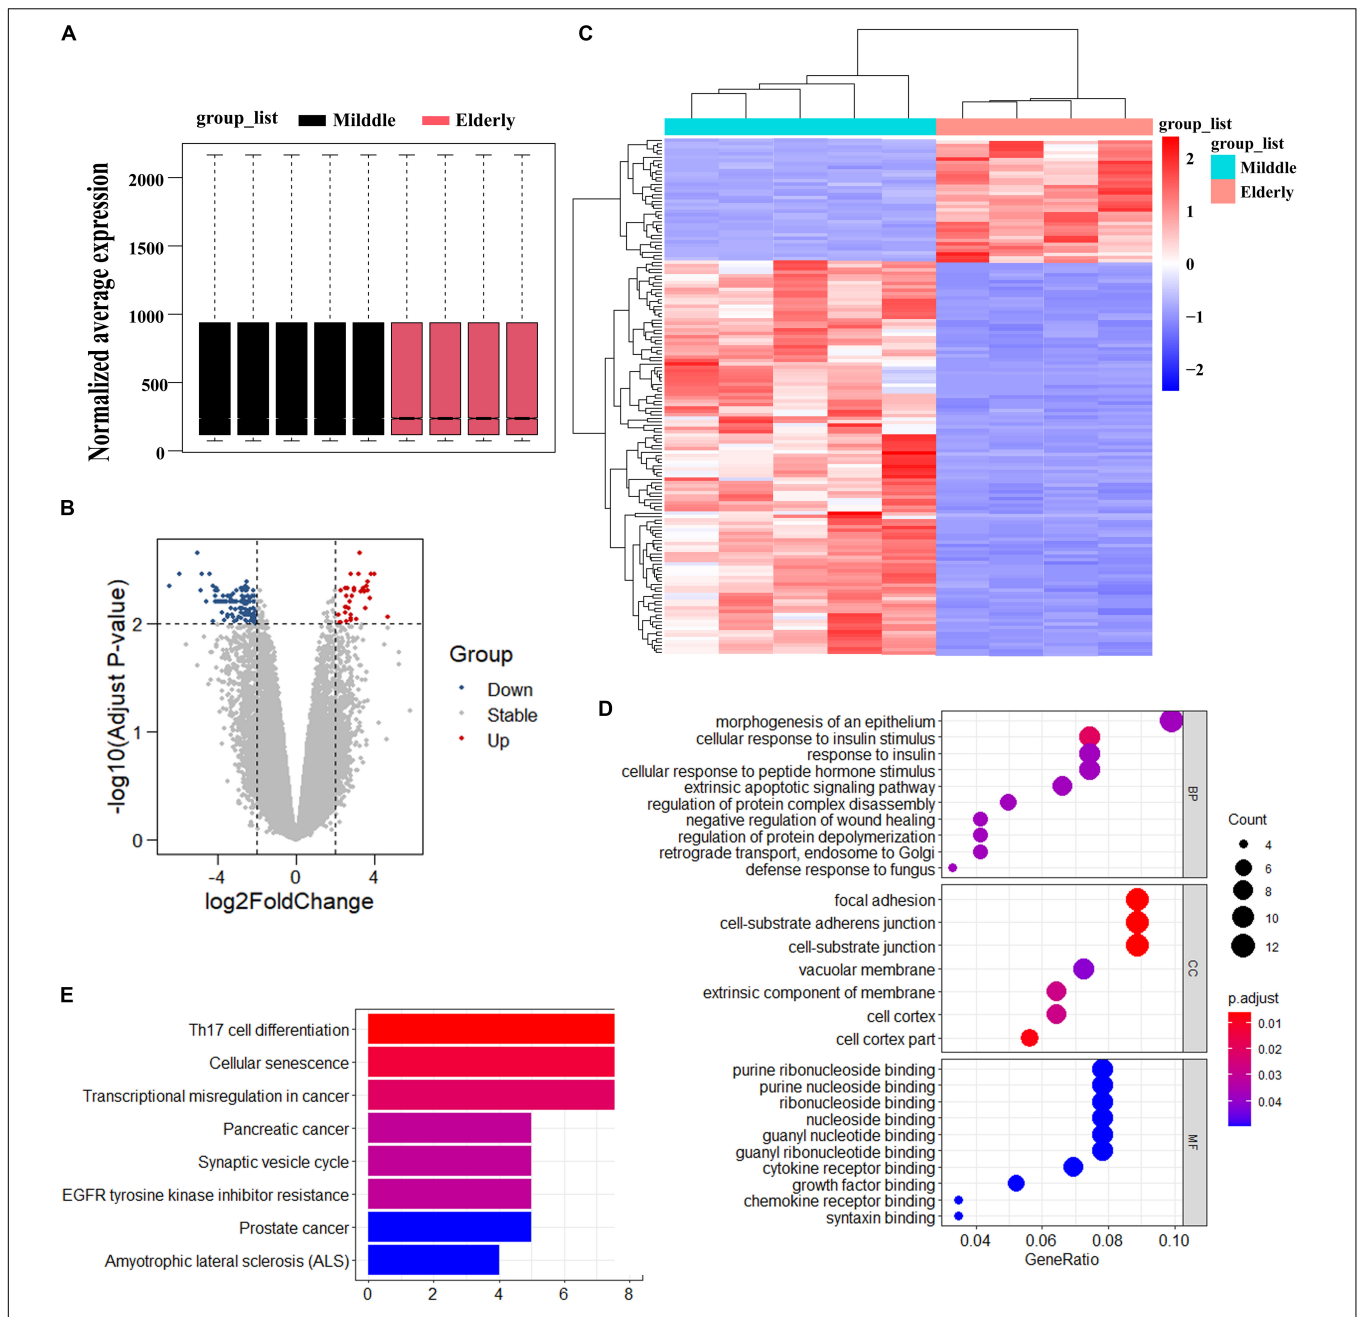 A
group_list
Milddle
Elderly
Normalized average expression
2000
1500
1000
500
0
B
-log10(Adjust P-value)
2
1
0
-4
0
4
log2FoldChange
Group
Down
Stable
Up
C
group_list
2
1
0
−1
−2
group_list
Milddle
Elderly
D
morphogenesis of an epithelium
cellular response to insulin stimulus
response to insulin
cellular response to peptide hormone stimulus
extrinsic apoptotic signaling pathway
regulation of protein complex disassembly
negative regulation of wound healing
regulation of protein depolymerization
retrograde transport, endosome to Golgi
defense response to fungus
BP
focal adhesion
cell-substrate adherens junction
cell-substrate junction
vacuolar membrane
extrinsic component of membrane
cell cortex
cell cortex part
CC
purine ribonucleoside binding
purine nucleoside binding
ribonucleoside binding
nucleoside binding
guanyl nucleotide binding
guanyl ribonucleotide binding
cytokine receptor binding
growth factor binding
chemokine receptor binding
syntaxin binding
MF
0.04
0.06
0.08
0.10
GeneRatio
Count
4
6
8
10
12
p.adjust
0.01
0.02
0.03
0.04
E
Th17 cell differentiation
Cellular senescence
Transcriptional misregulation in cancer
Pancreatic cancer
Synaptic vesicle cycle
EGFR tyrosine kinase inhibitor resistance
Prostate cancer
Amyotrophic lateral sclerosis (ALS)
0
2
4
6
8